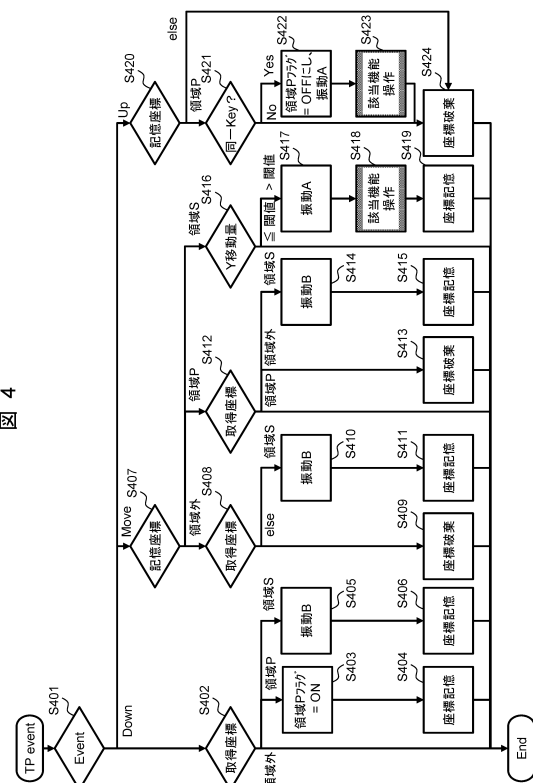 図 4
TP event
S401
Event
Down
Move
Up
S402
取得座標
領域外
領域P
領域S
S403
領域Pフラグ
= ON
S404
座標記憶
S405
振動B
S406
座標記憶
S407
記憶座標
領域外
領域P
領域S
S408
取得座標
else
領域S
S409
座標破棄
S410
振動B
S411
座標記憶
S412
取得座標
領域P
領域外
領域S
S413
座標破棄
S414
振動B
S415
座標記憶
S416
Y移動量
≦ 閾値
> 閾値
S417
振動A
S418
該当機能
操作
S419
座標記憶
S420
記憶座標
領域P
else
S421
同一Key?
No
Yes
S422
領域Pフラグ
= OFFにし、
振動A
S423
該当機能
操作
S424
座標破棄
End